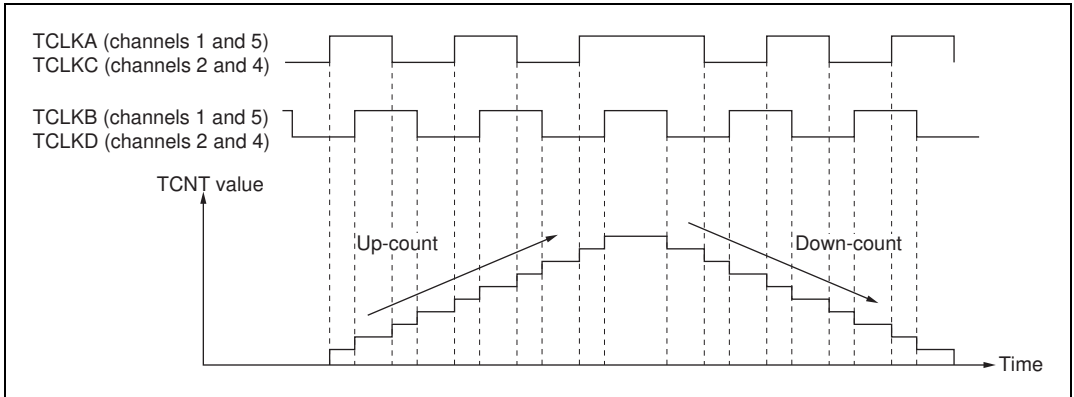 TCLKA (channels 1 and 5)
TCLKC (channels 2 and 4)
TCLKB (channels 1 and 5)
TCLKD (channels 2 and 4)
TCNT value
Up-count
Down-count
Time